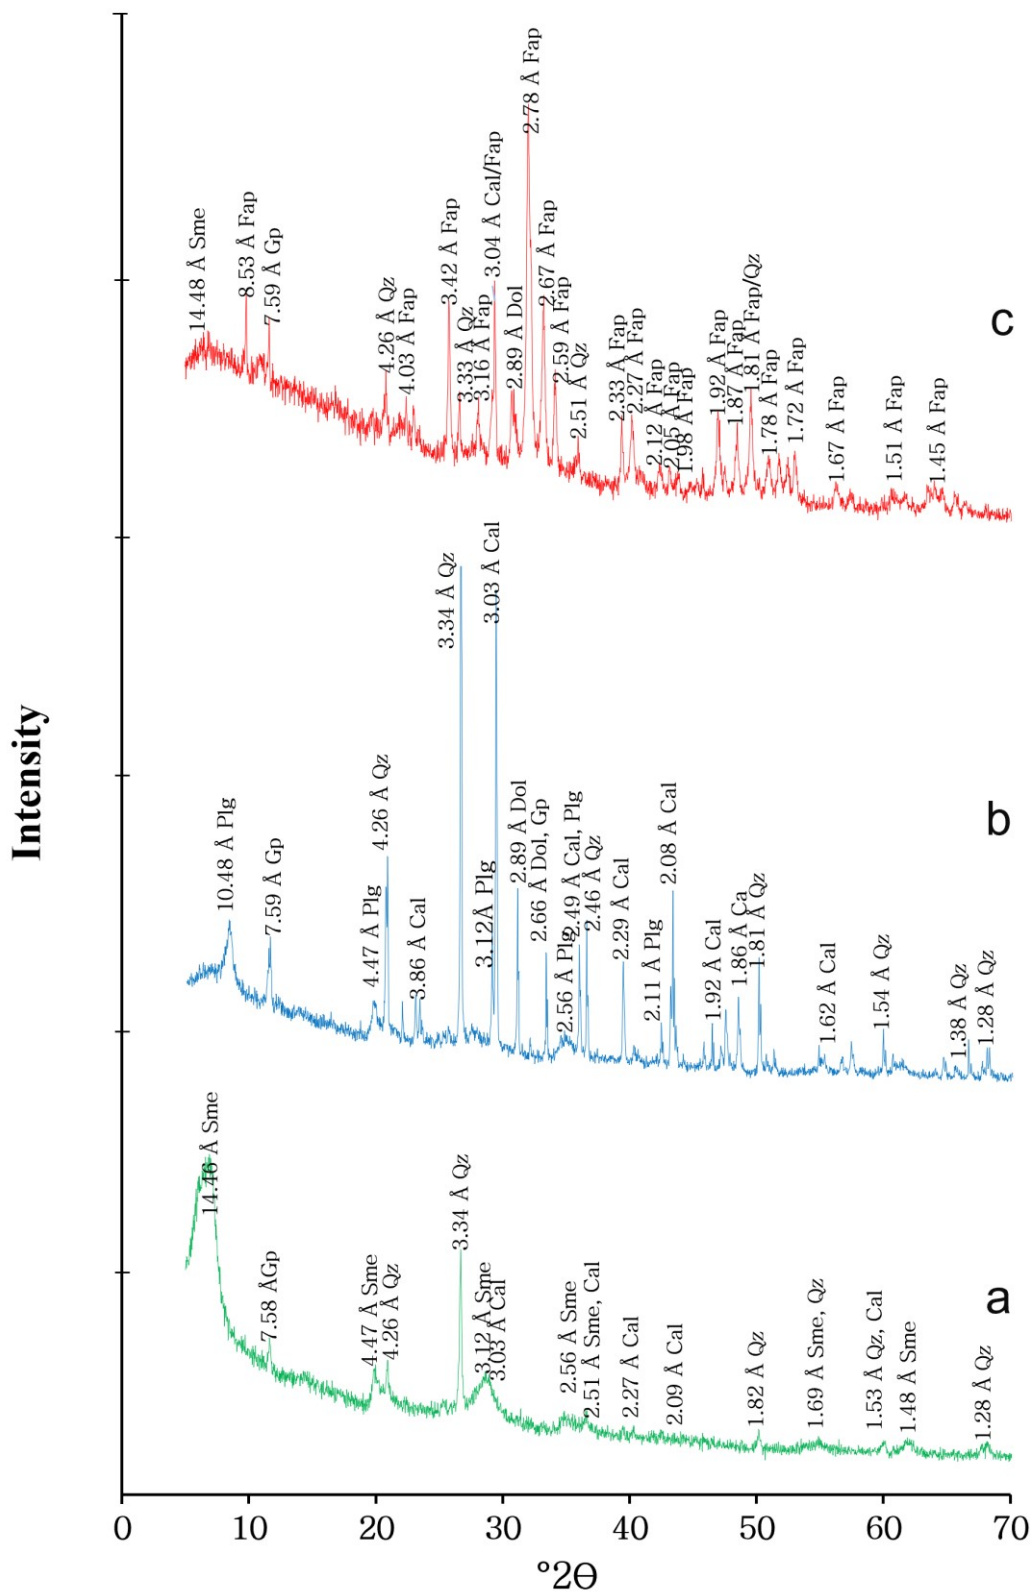 14.48 Å Sme
8.53 Å Fap
7.59 Å Gp
4.26 Å Qz
4.03 Å Fap
3.42 Å Fap
3.33 Å Qz
3.16 Å Fap
3.04 Å Cal/Fap
2.89 Å Dol
2.78 Å Fap
2.67 Å Fap
2.59 Å Fap
2.51 Å Qz
2.33 Å Fap
2.27 Å Fap
2.12 Å Fap
2.05 Å Fap
1.98 Å Fap
1.92 Å Fap
1.87 Å Fap
1.81 Å Fap/Qz
1.78 Å Fap
1.72 Å Fap
1.67 Å Fap
1.51 Å Fap
1.45 Å Fap
c
10.48 Å Plg
7.59 Å Gp
4.47 Å Plg
4.26 Å Qz
3.86 Å Cal
3.34 Å Qz
3.12Å Plg
3.03 Å Cal
2.89 Å Dol
2.66 Å Dol, Gp
2.56 Å Plg
2.49 Å Cal, Plg
2.46 Å Qz
2.29 Å Cal
2.11 Å Plg
2.08 Å Cal
1.92 Å Cal
1.86 Å Ca
1.81 Å Qz
1.62 Å Cal
1.54 Å Qz
1.38 Å Qz
1.28 Å Qz
b
14.46 Å Sme
7.58 ÅGp
4.47 Å Sme
4.26 Å Qz
3.34 Å Qz
3.12 Å Sme
3.03 Å Cal
2.56 Å Sme
2.51 Å Sme, Cal
2.27 Å Cal
2.09 Å Cal
1.82 Å Qz
1.69 Å Sme, Qz
1.53 Å Qz, Cal
1.48 Å Sme
1.28 Å Qz
a
Intensity
0 10 20 30 40 50 60 70
°2Θ